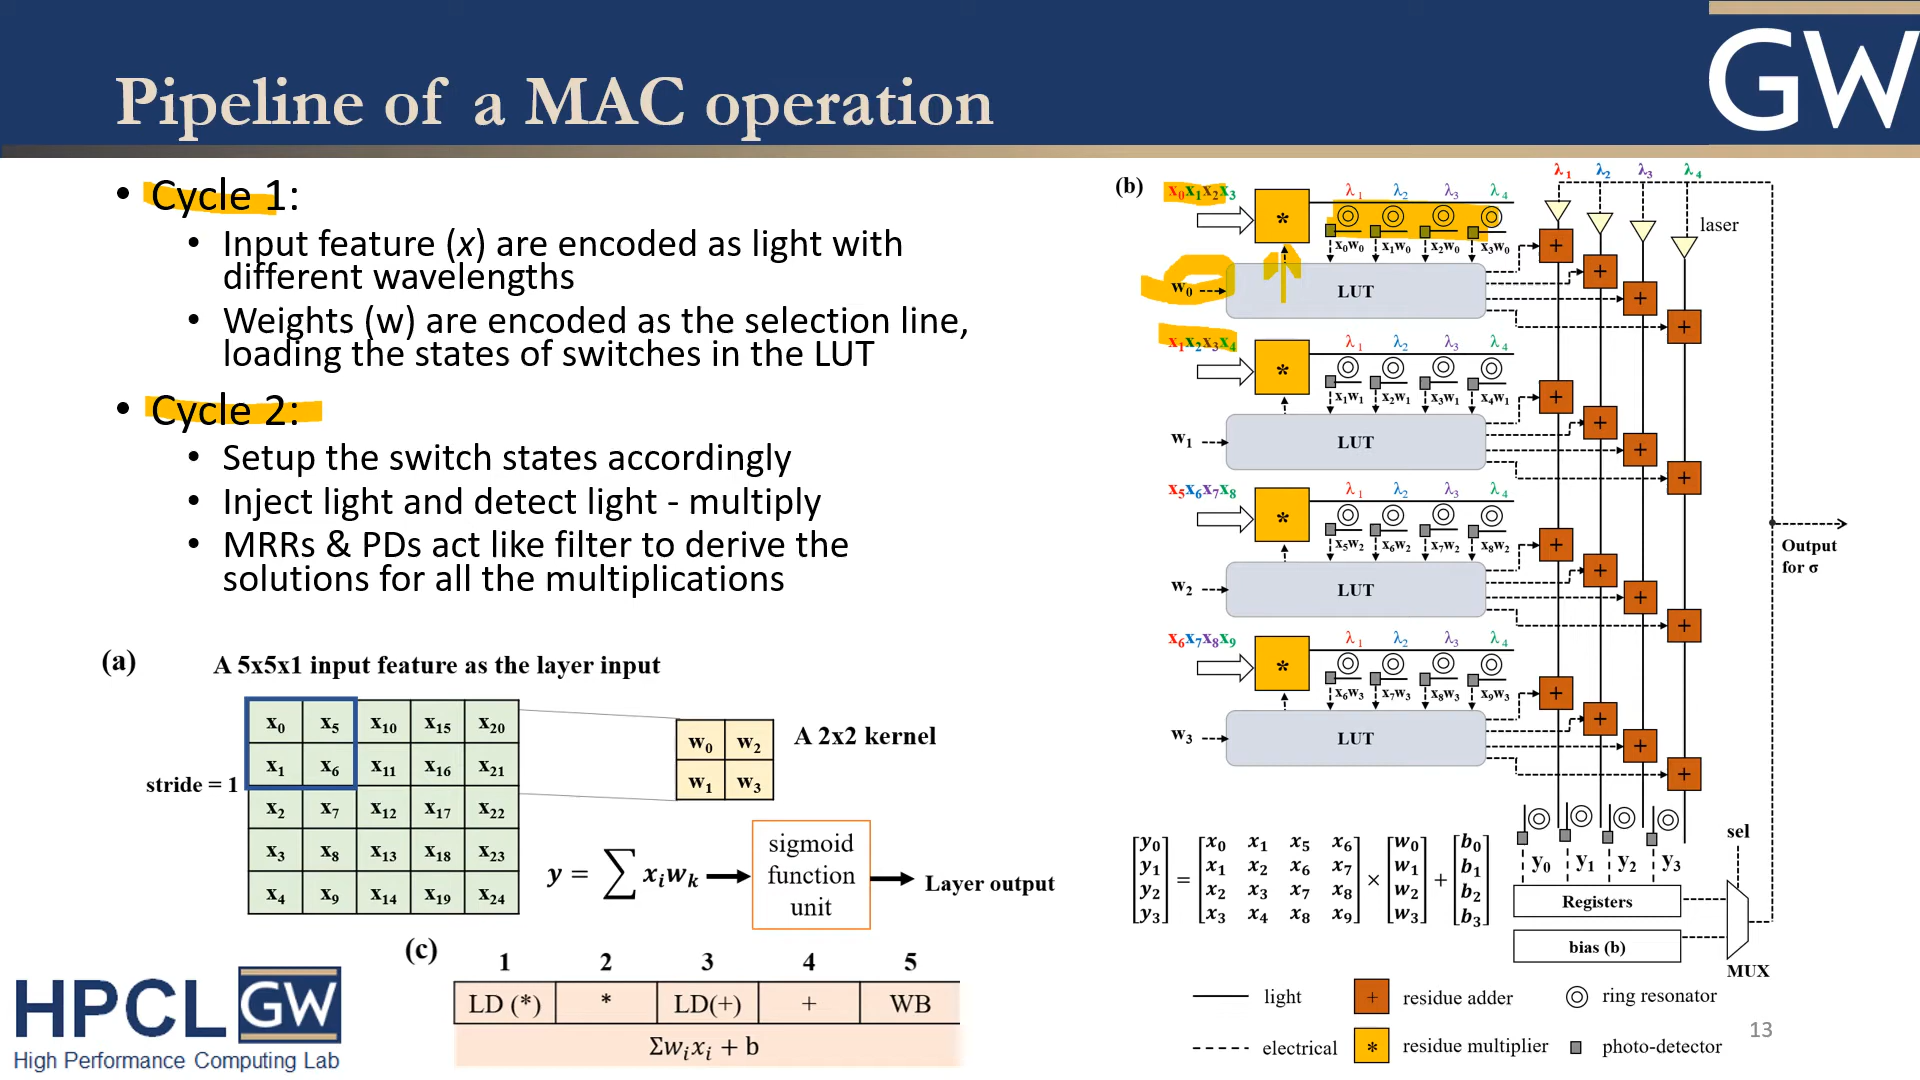 Pipeline of a MAC operation
GW
• Cycle 1:
• Input feature (x) are encoded as light with
different wavelengths
• Weights (w) are encoded as the selection line,
loading the states of switches in the LUT
• Cycle 2:
• Setup the switch states accordingly
• Inject light and detect light - multiply
• MRRs & PDs act like filter to derive the
solutions for all the multiplications
(a)
A 5x5x1 input feature as the layer input
x₀ x₅ x₁₀ x₁₅ x₂₀
x₁ x₆ x₁₁ x₁₆ x₂₁
x₂ x₇ x₁₂ x₁₇ x₂₂
x₃ x₈ x₁₃ x₁₈ x₂₃
x₄ x₉ x₁₄ x₁₉ x₂₄
stride = 1
w₀ w₂
w₁ w₃
A 2x2 kernel
y = ∑ xᵢwₖ
sigmoid
function
unit
Layer output
(c)
1 2 3 4 5
LD (*) * LD(+) + WB
Σwᵢxᵢ + b
HPCL GW
High Performance Computing Lab
(b)
λ₁ λ₂ λ₃ λ₄
laser
x₀x₁x₂x₃
* λ₁ λ₂ λ₃ λ₄
x₀w₀ x₁w₀ x₂w₀ x₃w₀
w₀ LUT
+ + + +
x₁x₂x₃x₄
* λ₁ λ₂ λ₃ λ₄
x₁w₁ x₂w₁ x₃w₁ x₄w₁
w₁ LUT
+ + + +
x₅x₆x₇x₈
* λ₁ λ₂ λ₃ λ₄
x₅w₂ x₆w₂ x₇w₂ x₈w₂
w₂ LUT
+ + + +
x₆x₇x₈x₉
* λ₁ λ₂ λ₃ λ₄
x₆w₃ x₇w₃ x₈w₃ x₉w₃
w₃ LUT
+ + + +
Output
for σ
y₀ y₁ y₂ y₃
sel
Registers
bias (b)
MUX
y₀ x₀ x₁ x₅ x₆ w₀ b₀
y₁ x₁ x₂ x₆ x₇ w₁ b₁
= × +
y₂ x₂ x₃ x₇ x₈ w₂ b₂
y₃ x₃ x₄ x₈ x₉ w₃ b₃
light + residue adder ring resonator
electrical * residue multiplier photo-detector
13